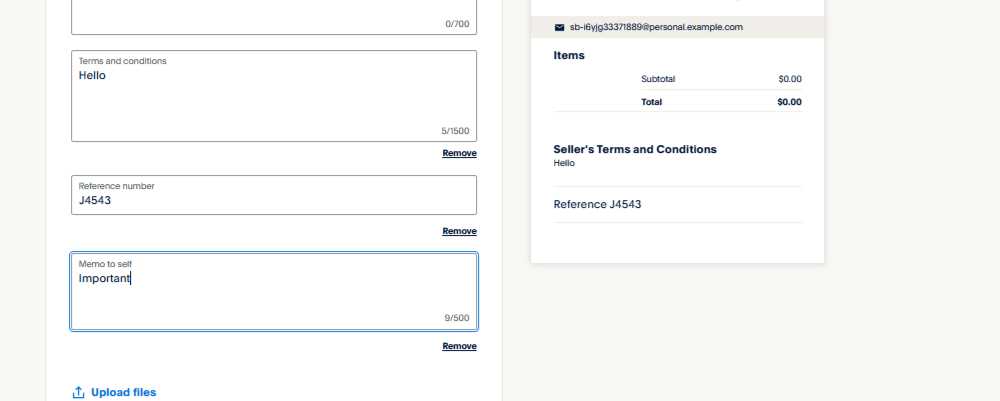 0/700
Terms and conditions
Hello
5/1500
Remove
Reference number
J4543
Remove
Memo to self
Important
9/500
Remove
Upload files
sb-i6yjg33371889@personal.example.com
Items
Subtotal $0.00
Total $0.00
Seller's Terms and Conditions
Hello
Reference J4543